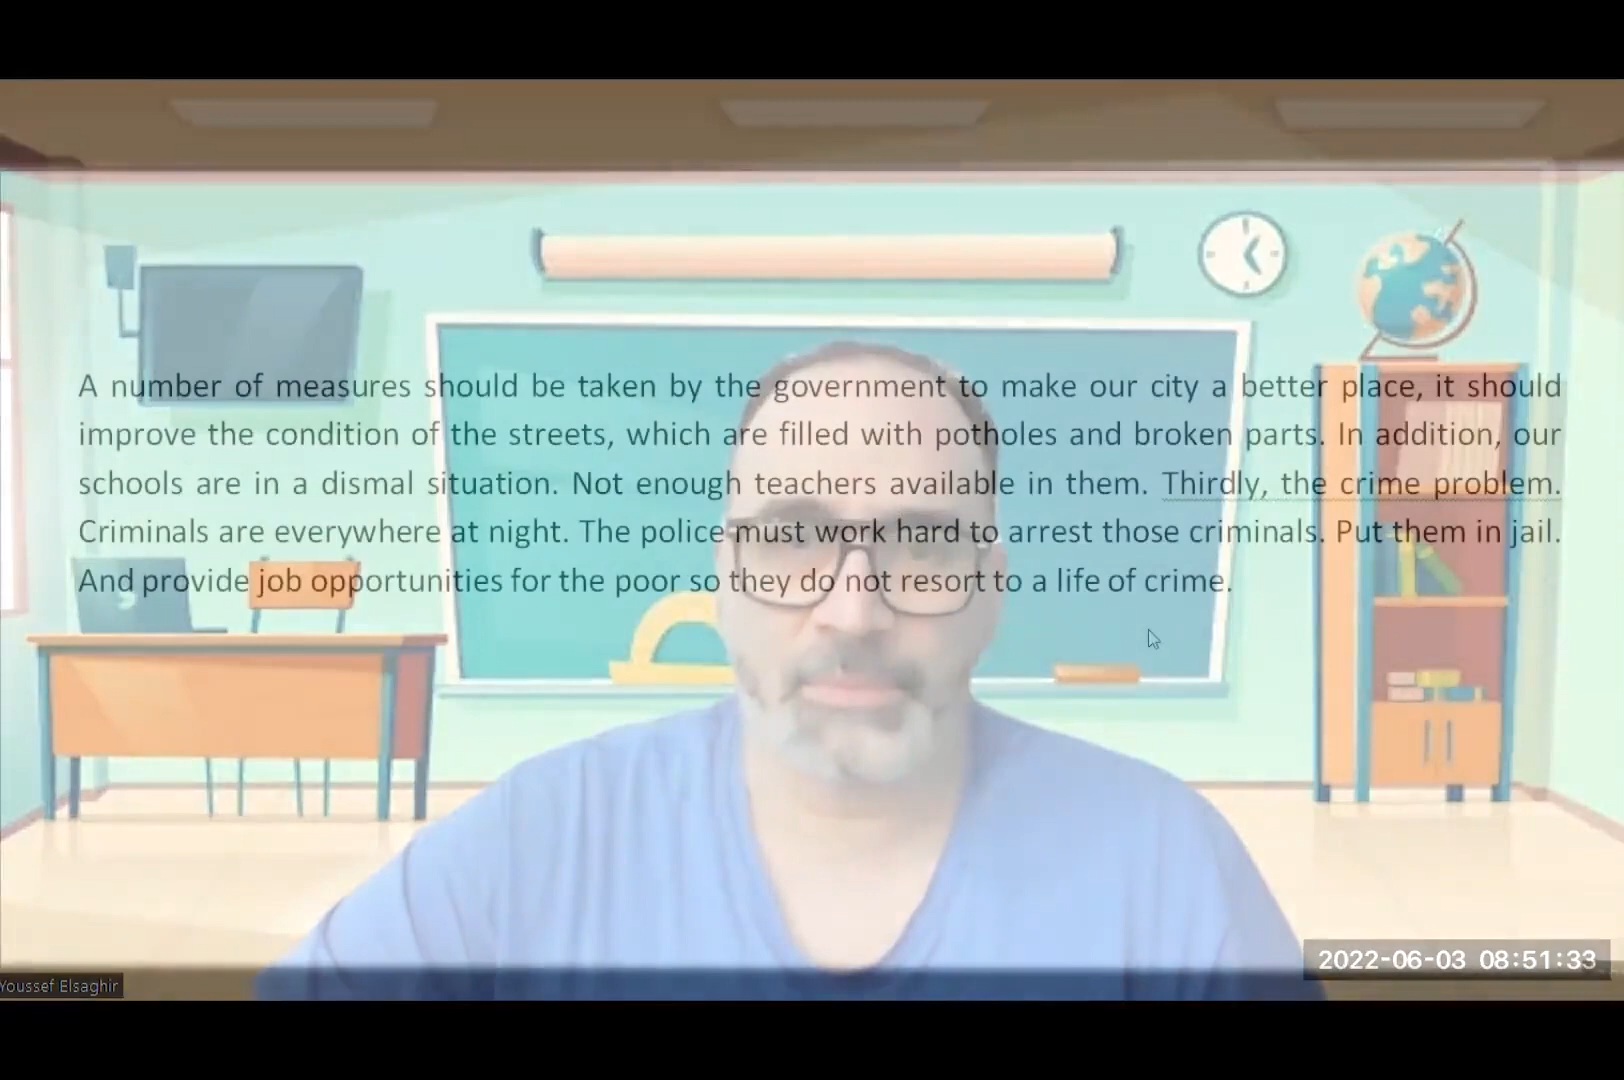 A number of measures should be taken by the government to make our city a better place, it should
improve the condition of the streets, which are filled with potholes and broken parts. In addition, our
schools are in a dismal situation. Not enough teachers available in them. Thirdly, the crime problem.
Criminals are everywhere at night. The police must work hard to arrest those criminals. Put them in jail.
And provide job opportunities for the poor so they do not resort to a life of crime.
2022-06-03 08:51:33
Youssef Elsaghir